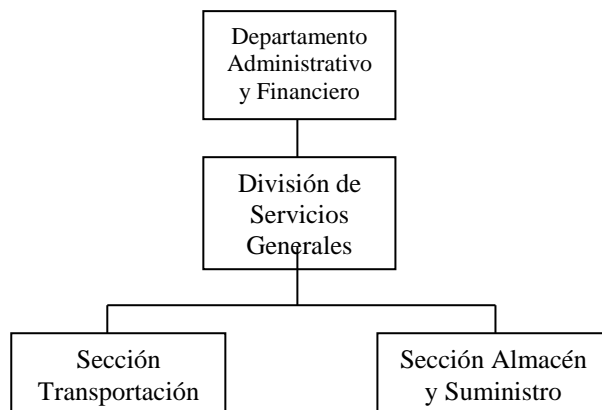 Departamento
Administrativo
y Financiero
División de
Servicios
Generales
Sección
Transportación
Sección Almacén
y Suministro